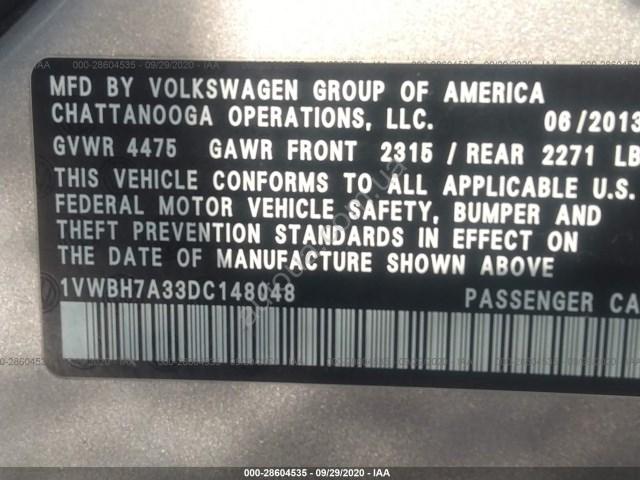 000-28604535 - 09/29/2020 - IAA
MFD BY VOLKSWAGEN GROUP OF AMERICA
CHATTANOOGA OPERATIONS, LLC. 06/2013
GVWR 4475 GAWR FRONT 2315 / REAR 2271 LB
THIS VEHICLE CONFORMS TO ALL APPLICABLE U.S.
FEDERAL MOTOR VEHICLE SAFETY, BUMPER AND
THEFT PREVENTION STANDARDS IN EFFECT ON
THE DATE OF MANUFACTURE SHOWN ABOVE
1VWBH7A33DC148048 PASSENGER CA
000-28604535 - 09/29/2020 - IAA